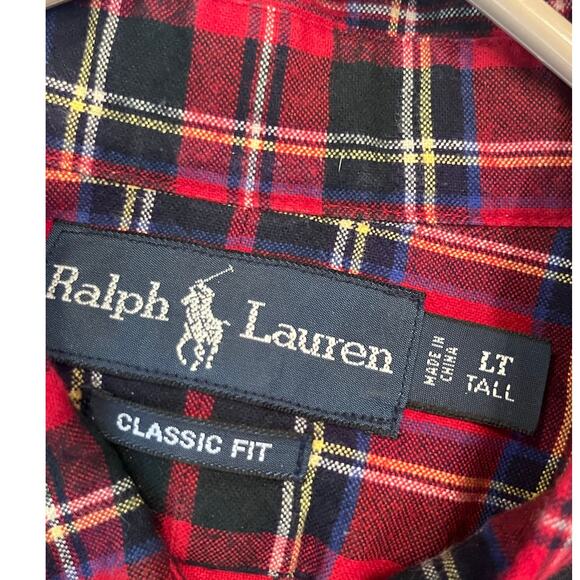 Ralph Lauren
MADE IN
CHINA
LT
TALL
CLASSIC FIT